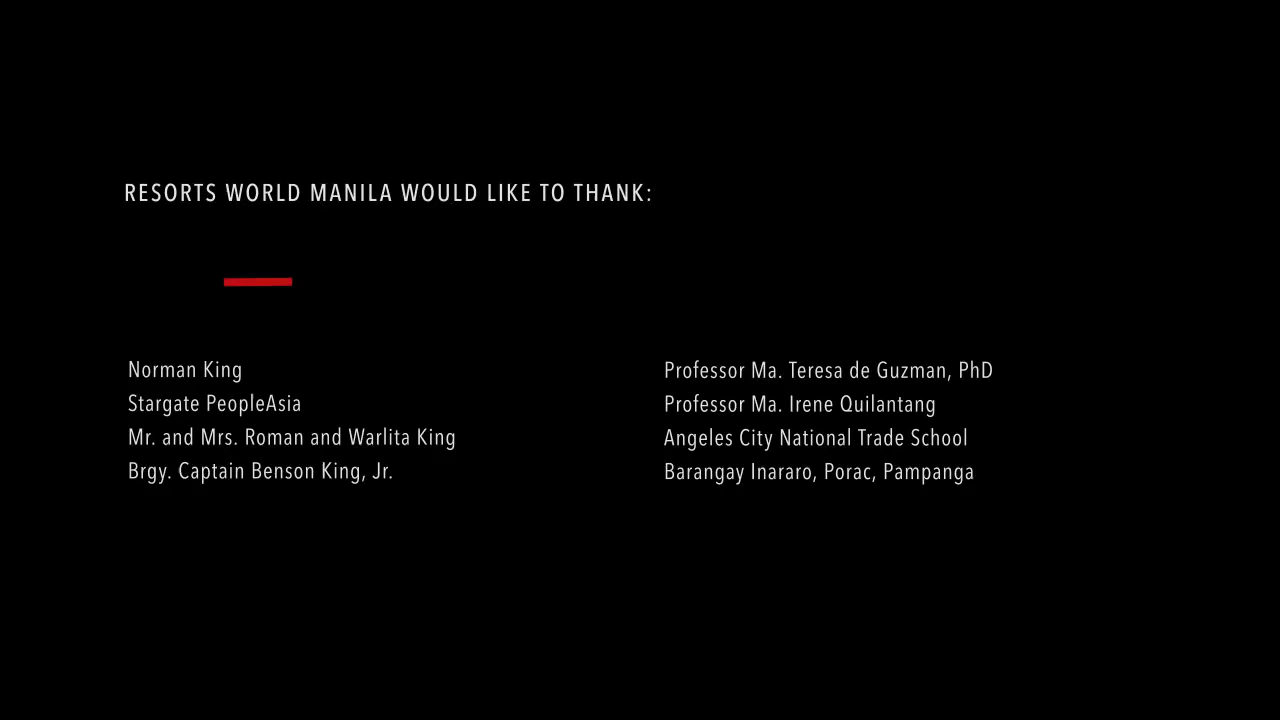 RESORTS WORLD MANILA WOULD LIKE TO THANK:
Norman King
Stargate PeopleAsia
Mr. and Mrs. Roman and Warlita King
Brgy. Captain Benson King, Jr.
Professor Ma. Teresa de Guzman, PhD
Professor Ma. Irene Quilantang
Angeles City National Trade School
Barangay Inararo, Porac, Pampanga